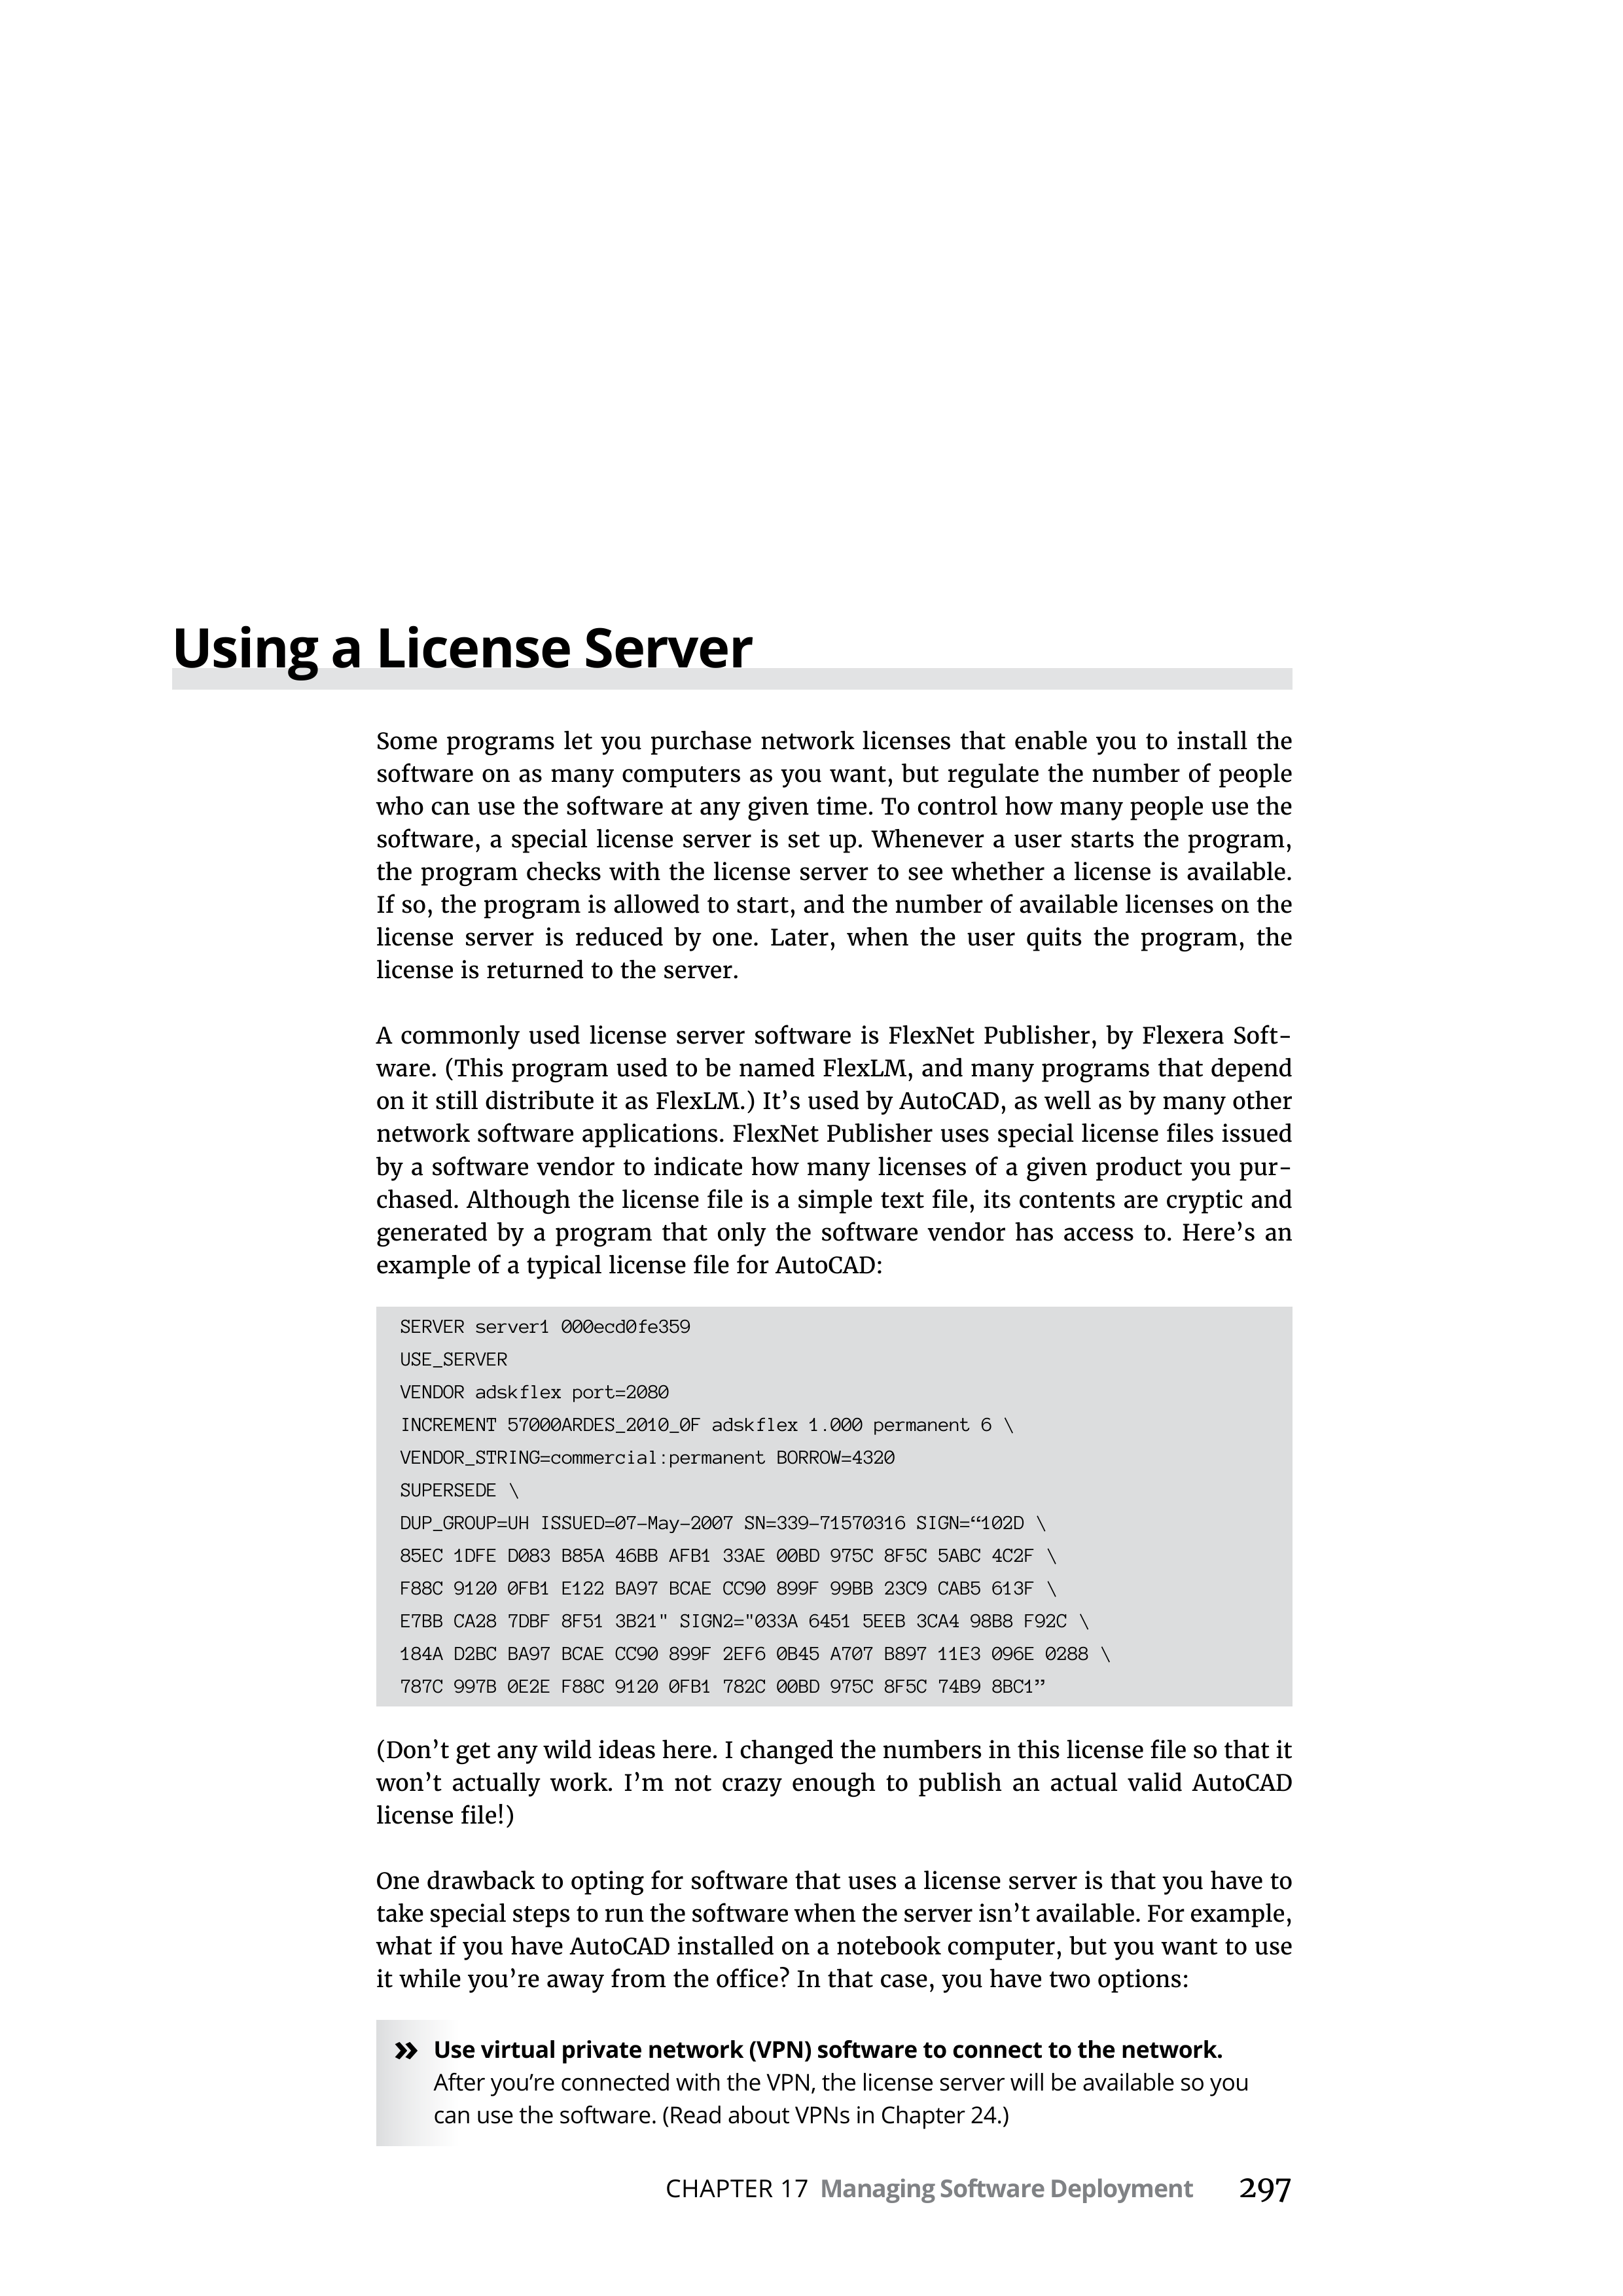 Using a License Server
Some programs let you purchase network licenses that enable you to install the
software on as many computers as you want, but regulate the number of people
who can use the software at any given time. To control how many people use the
software, a special license server is set up. Whenever a user starts the program,
the program checks with the license server to see whether a license is available.
If so, the program is allowed to start, and the number of available licenses on the
license server is reduced by one. Later, when the user quits the program, the
license is returned to the server.
A commonly used license server software is FlexNet Publisher, by Flexera Soft-
ware. (This program used to be named FlexLM, and many programs that depend
on it still distribute it as FlexLM.) It’s used by AutoCAD, as well as by many other
network software applications. FlexNet Publisher uses special license files issued
by a software vendor to indicate how many licenses of a given product you pur-
chased. Although the license file is a simple text file, its contents are cryptic and
generated by a program that only the software vendor has access to. Here’s an
example of a typical license file for AutoCAD:
SERVER server1 000ecd0fe359
USE_SERVER
VENDOR adskflex port=2080
INCREMENT 57000ARDES_2010_0F adskflex 1.000 permanent 6 \
VENDOR_STRING=commercial:permanent BORROW=4320
SUPERSEDE \
DUP_GROUP=UH ISSUED=07-May-2007 SN=339-71570316 SIGN=“102D \
85EC 1DFE D083 B85A 46BB AFB1 33AE 00BD 975C 8F5C 5ABC 4C2F \
F88C 9120 0FB1 E122 BA97 BCAE CC90 899F 99BB 23C9 CAB5 613F \
E7BB CA28 7DBF 8F51 3B21" SIGN2="033A 6451 5EEB 3CA4 98B8 F92C \
184A D2BC BA97 BCAE CC90 899F 2EF6 0B45 A707 B897 11E3 096E 0288 \
787C 997B 0E2E F88C 9120 0FB1 782C 00BD 975C 8F5C 74B9 8BC1”
(Don’t get any wild ideas here. I changed the numbers in this license file so that it
won’t actually work. I’m not crazy enough to publish an actual valid AutoCAD
license file!)
One drawback to opting for software that uses a license server is that you have to
take special steps to run the software when the server isn’t available. For example,
what if you have AutoCAD installed on a notebook computer, but you want to use
it while you’re away from the office? In that case, you have two options:
» Use virtual private network (VPN) software to connect to the network.
After you’re connected with the VPN, the license server will be available so you
can use the software. (Read about VPNs in Chapter 24.)
CHAPTER 17 Managing Software Deployment 297